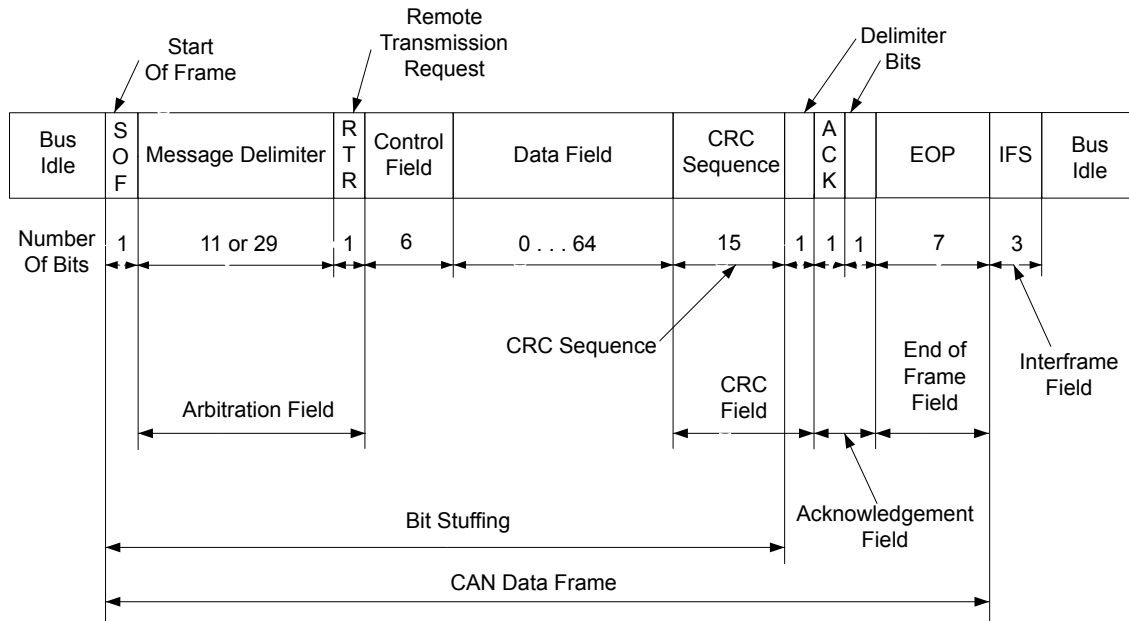 Start
Of Frame
Remote
Transmission
Request
Delimiter
Bits
Bus
Idle
S
O
F
Message Delimiter
R
T
R
Control
Field
Data Field
CRC
Sequence
A
C
K
EOP
IFS
Bus
Idle
Number
Of Bits
1
11 or 29
1
6
0 . . . 64
15
1
1
1
7
3
CRC Sequence
End of
Frame
Field
Interframe
Field
Arbitration Field
CRC
Field
Acknowledgement
Field
Bit Stuffing
CAN Data Frame